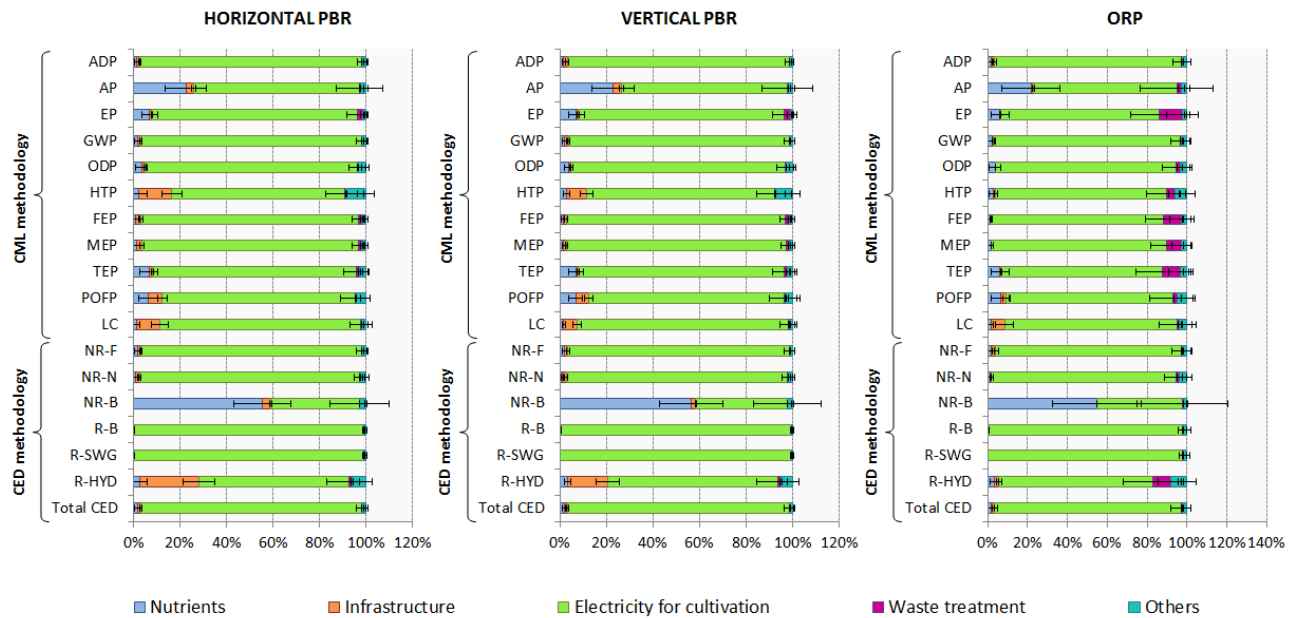 HORIZONTAL PBR
CML methodology
CED methodology
ADP
AP
EP
GWP
ODP
HTP
FEP
MEP
TEP
POFP
LC
NR-F
NR-N
NR-B
R-B
R-SWG
R-HYD
Total CED
0% 20% 40% 60% 80% 100% 120%
VERTICAL PBR
CML methodology
CED methodology
ADP
AP
EP
GWP
ODP
HTP
FEP
MEP
TEP
POFP
LC
NR-F
NR-N
NR-B
R-B
R-SWG
R-HYD
Total CED
0% 20% 40% 60% 80% 100% 120%
ORP
CML methodology
CED methodology
ADP
AP
EP
GWP
ODP
HTP
FEP
MEP
TEP
POFP
LC
NR-F
NR-N
NR-B
R-B
R-SWG
R-HYD
Total CED
0% 20% 40% 60% 80% 100% 120% 140%
Nutrients Infrastructure Electricity for cultivation Waste treatment Others